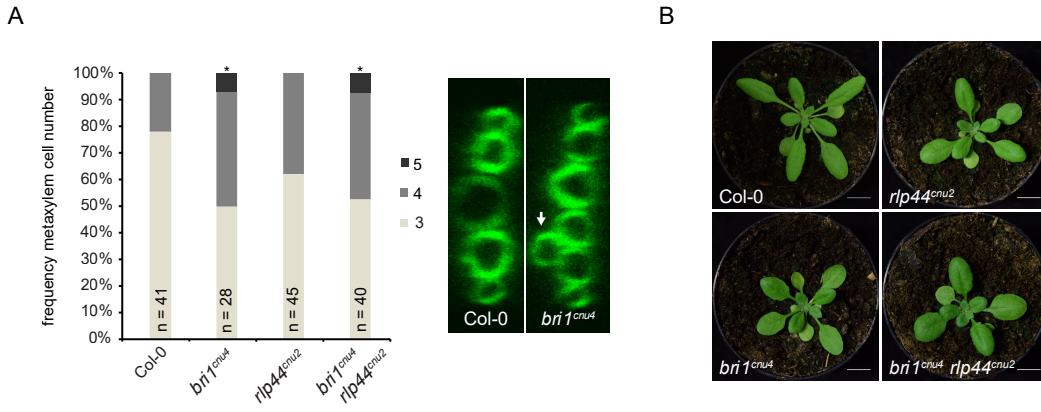 A
B
frequency metaxylem cell number
100%
90%
80%
70%
60%
50%
40%
30%
20%
10%
0%
*
*
n = 41
n = 28
n = 45
n = 40
Col-0
bri1cnu4
rlp44cnu2
bri1cnu4
rlp44cnu2
5
4
3
Col-0
bri1cnu4
Col-0
rlp44cnu2
bri1cnu4
bri1cnu4 rlp44cnu2